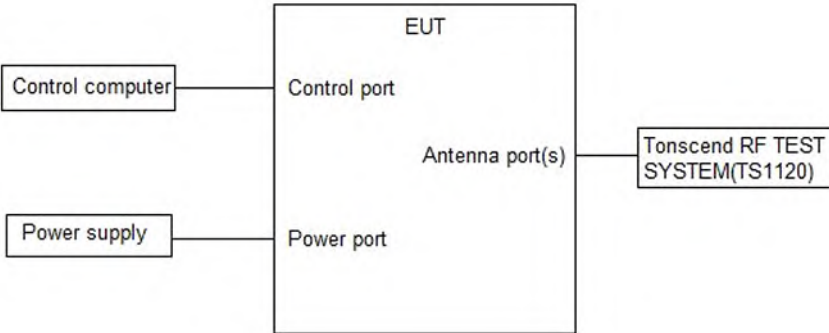 EUT
Control computer
Control port
Antenna port(s)
Tonscend RF TEST
SYSTEM(TS1120)
Power supply
Power port